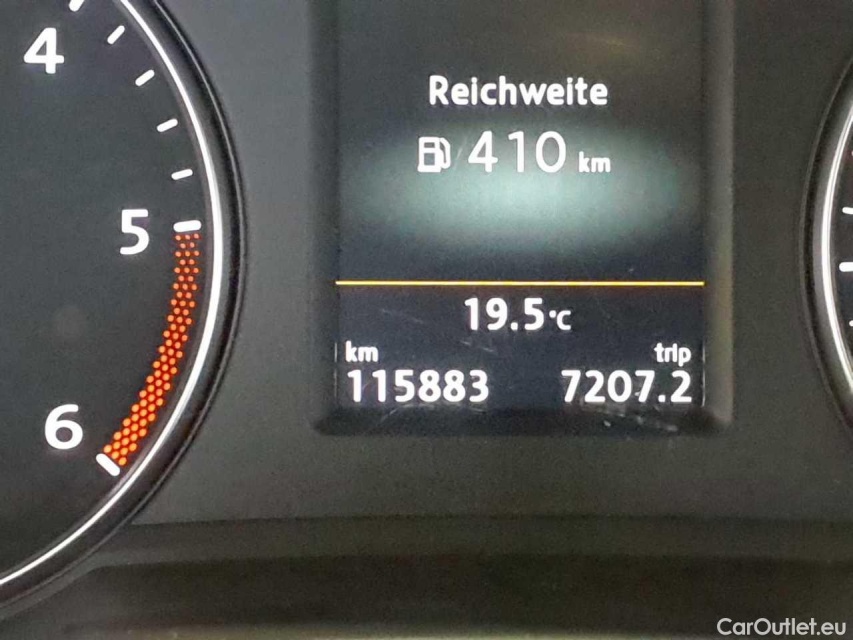 4
5
6
Reichweite
410 km
19.5°C
km trip
115883 7207.2
CarOutlet.eu